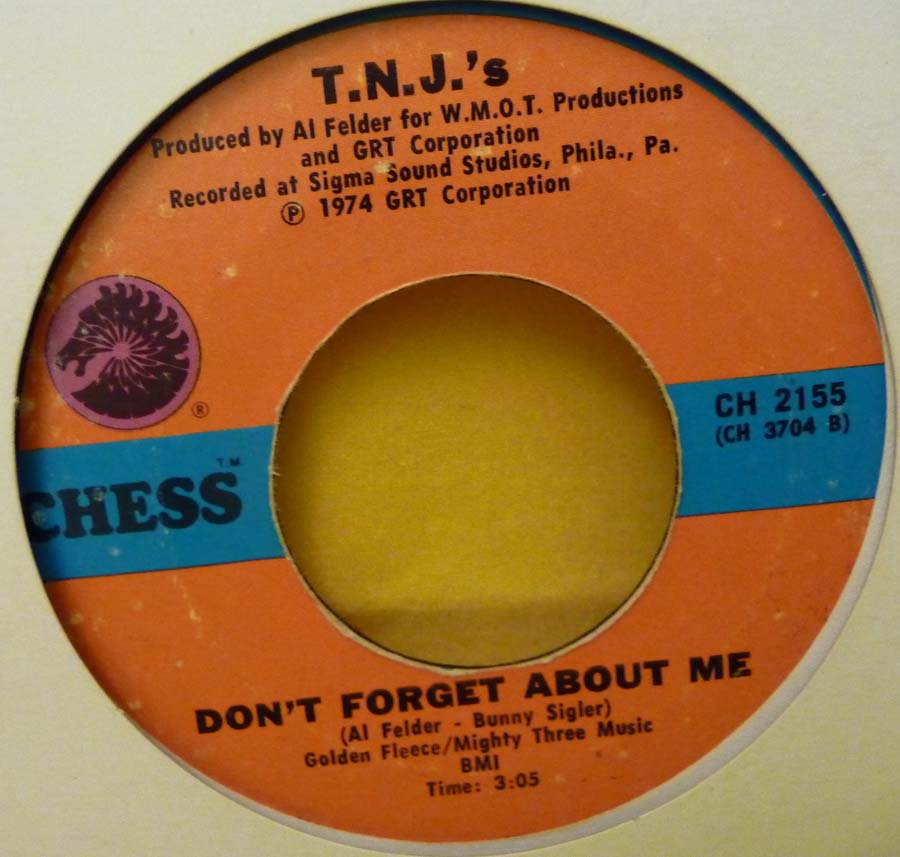 T.N.J.'s
Produced by Al Felder for W.M.O.T. Productions
and GRT Corporation
Recorded at Sigma Sound Studios, Phila., Pa.
Ⓟ 1974 GRT Corporation
®
CHESS T.M.
CH 2155
(CH 3704 B)
DON'T FORGET ABOUT ME
(Al Felder - Bunny Sigler)
Golden Fleece/Mighty Three Music
BMI
Time: 3:05